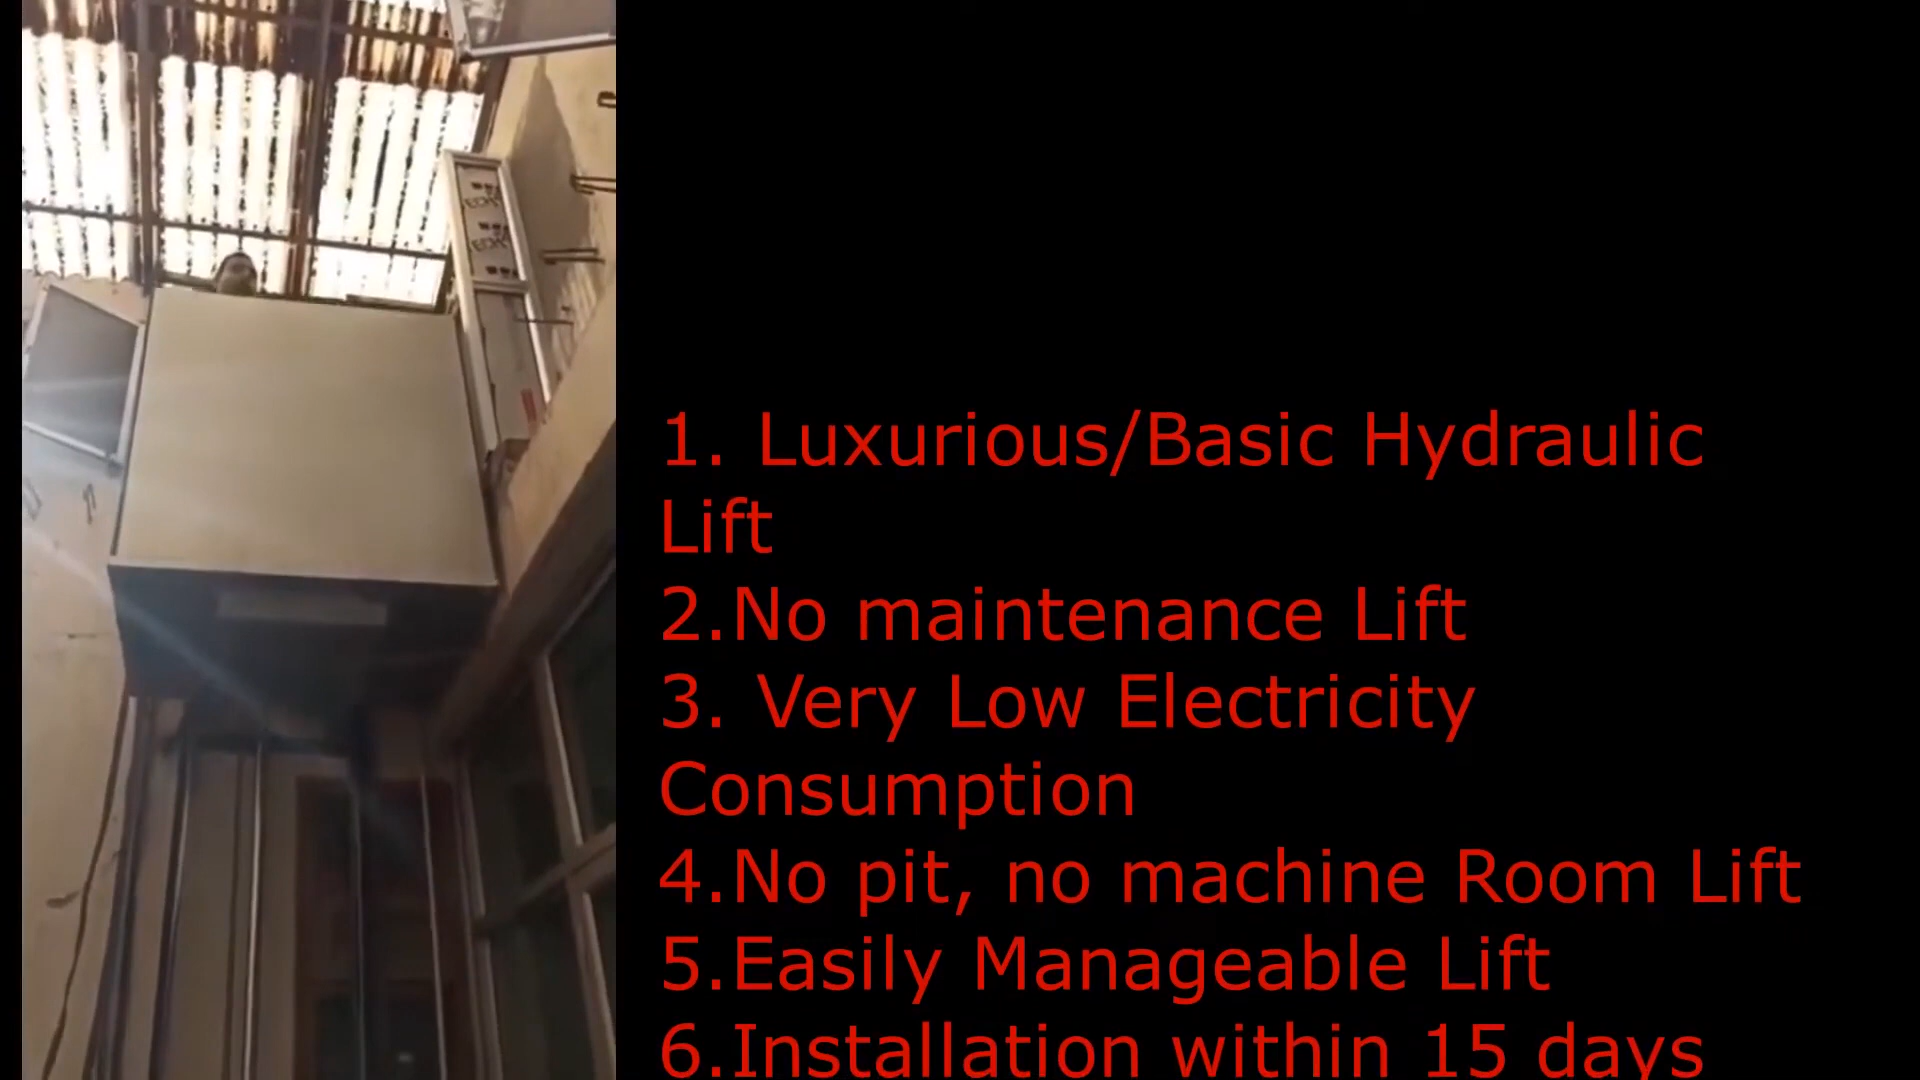 1. Luxurious/Basic Hydraulic
Lift
2.No maintenance Lift
3. Very Low Electricity
Consumption
4.No pit, no machine Room Lift
5.Easily Manageable Lift
6.Installation within 15 days